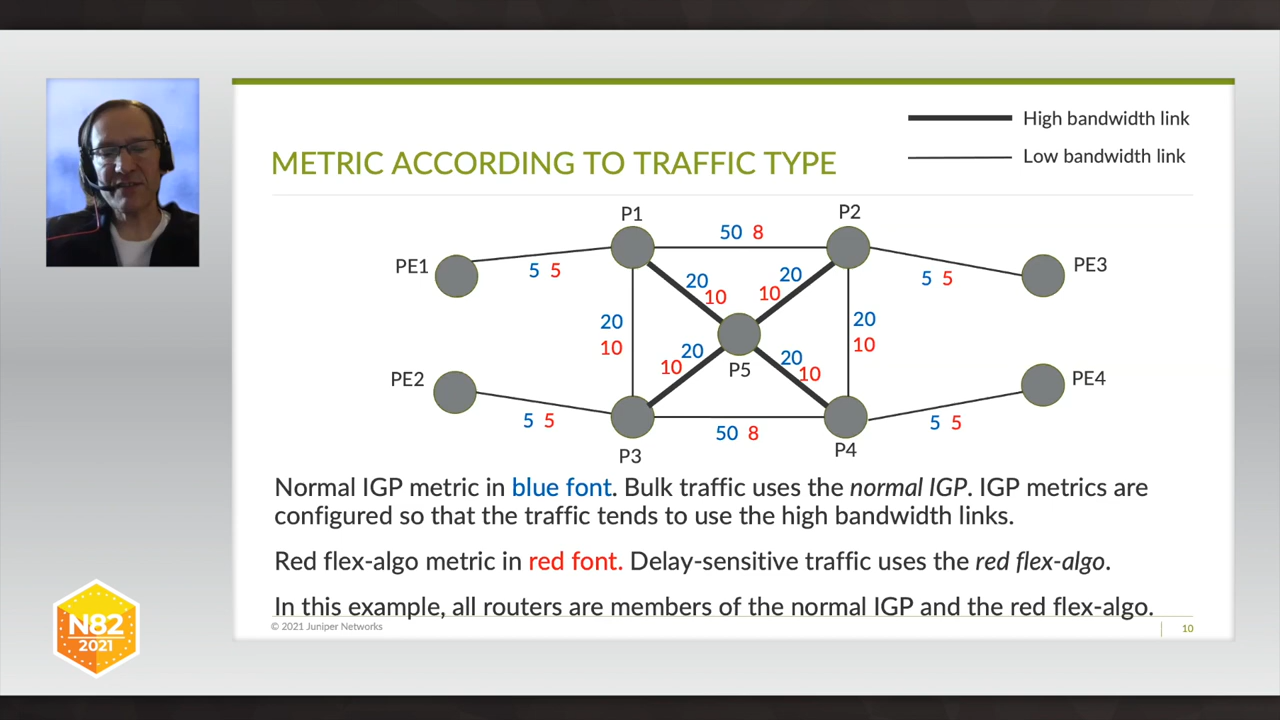 High bandwidth link
Low bandwidth link
METRIC ACCORDING TO TRAFFIC TYPE
P1
P2
50 8
PE1
5 5
20
10
20
10
5 5
PE3
20
10
P5
20
10
20
10
20
10
PE2
5 5
PE4
5 5
50 8
P3
P4
Normal IGP metric in blue font. Bulk traffic uses the normal IGP. IGP metrics are
configured so that the traffic tends to use the high bandwidth links.
Red flex-algo metric in red font. Delay-sensitive traffic uses the red flex-algo.
In this example, all routers are members of the normal IGP and the red flex-algo.
© 2021 Juniper Networks
10
N82
2021